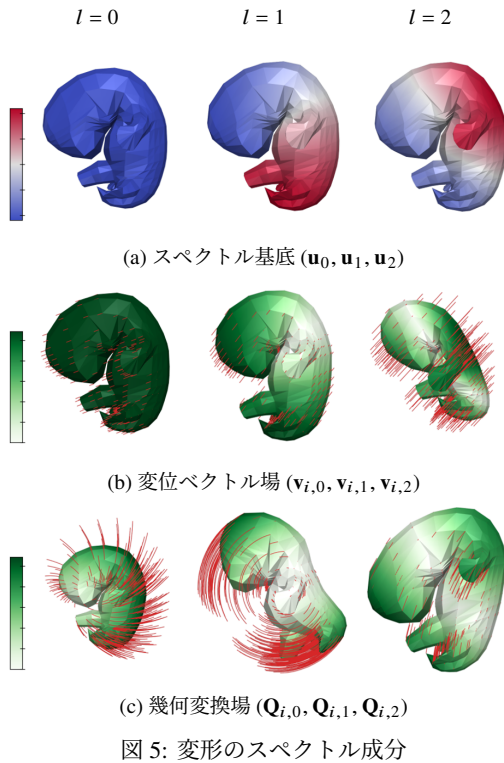 l = 0 l = 1 l = 2
(a) スペクトル基底 (u₀, u₁, u₂)
(b) 変位ベクトル場 (vᵢ,₀, vᵢ,₁, vᵢ,₂)
(c) 幾何変換場 (Qᵢ,₀, Qᵢ,₁, Qᵢ,₂)
図 5: 変形のスペクトル成分